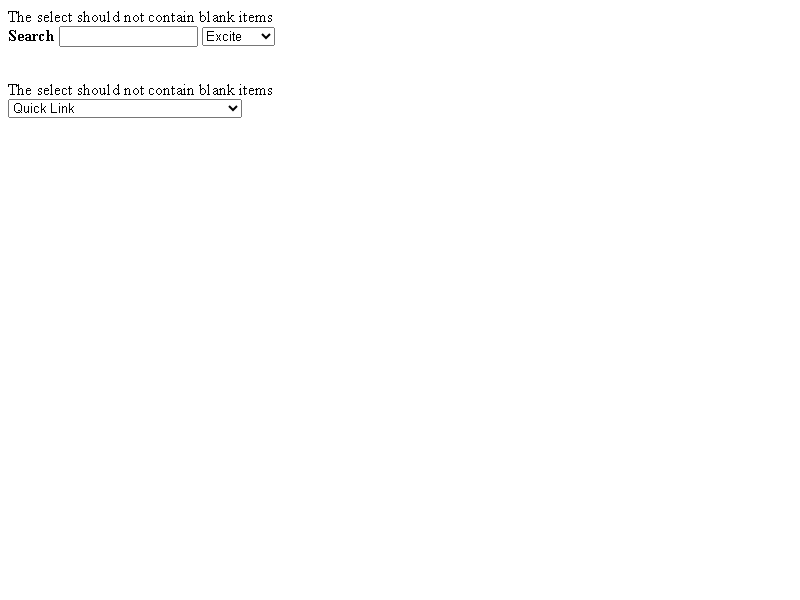 The select should not contain blank items
Search Excite
The select should not contain blank items
Quick Link